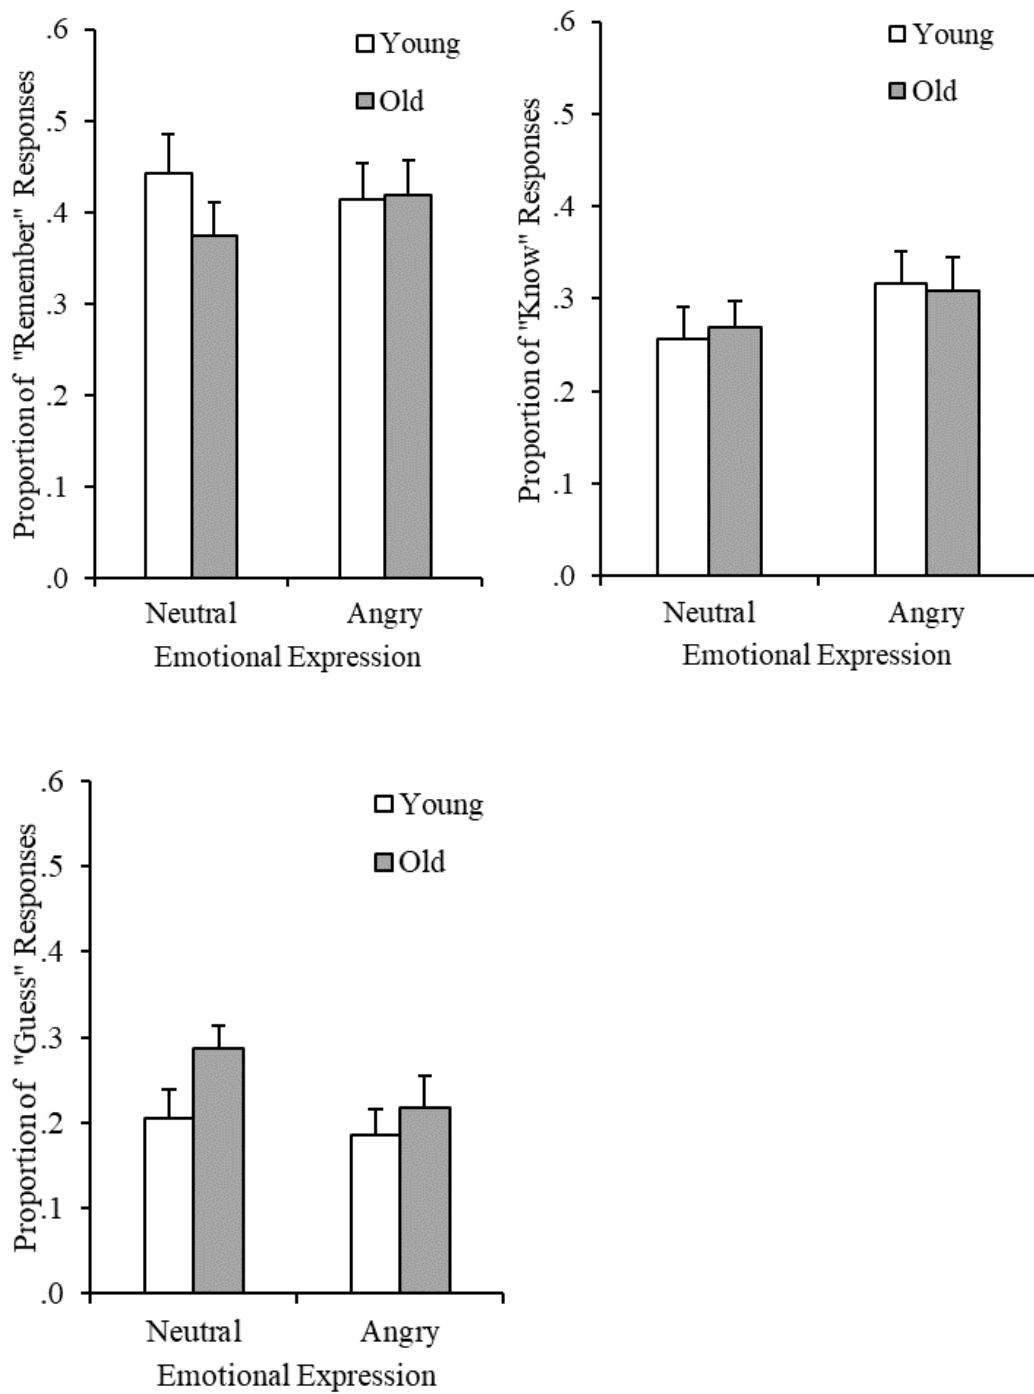 Proportion of "Remember" Responses
.6
.5
.4
.3
.2
.1
.0
Young
Old
Neutral Angry
Emotional Expression
Proportion of "Know" Responses
.6
.5
.4
.3
.2
.1
.0
Young
Old
Neutral Angry
Emotional Expression
Proportion of "Guess" Responses
.6
.5
.4
.3
.2
.1
.0
Young
Old
Neutral Angry
Emotional Expression